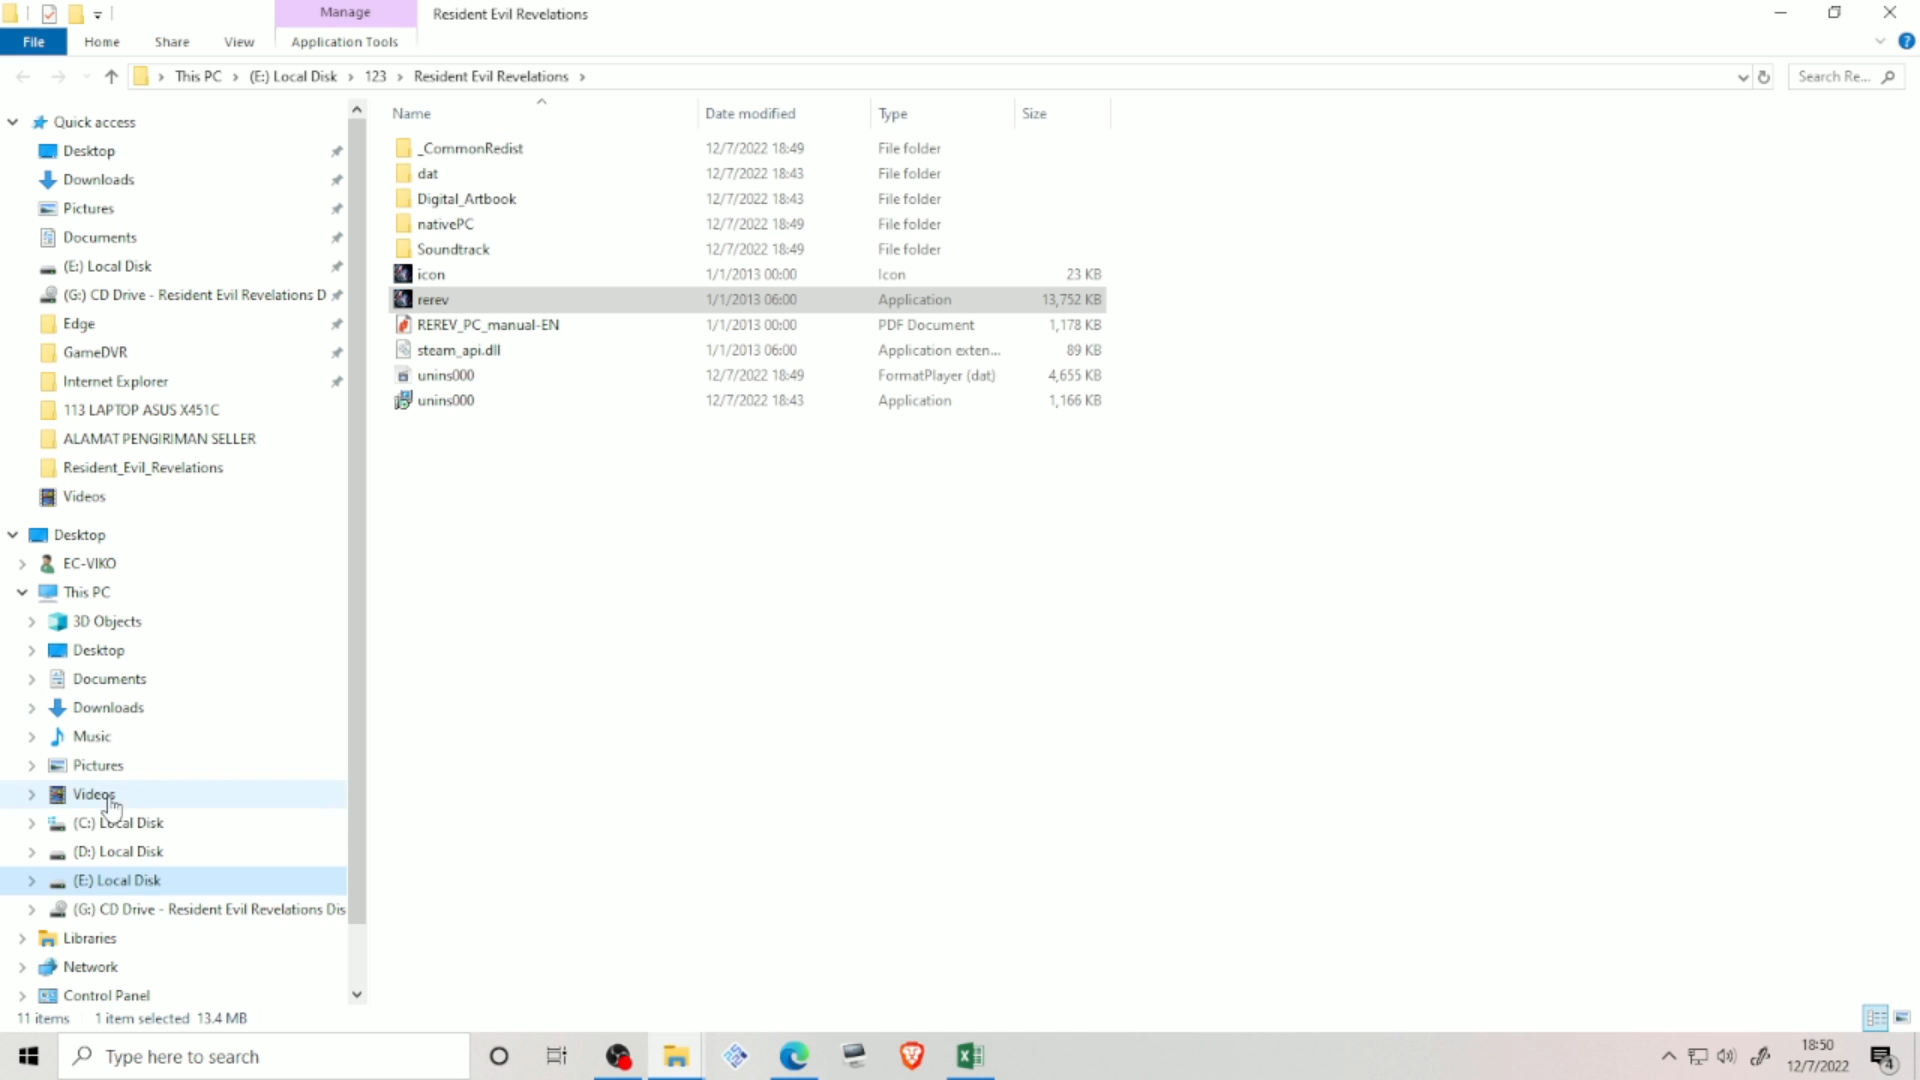 Manage
Resident Evil Revelations
File
Home
Share
View
Application Tools
This PC
(E:) Local Disk
123
Resident Evil Revelations
Search Re...
Name
Date modified
Type
Size
Quick access
Desktop
Downloads
Pictures
Documents
(E:) Local Disk
(G:) CD Drive - Resident Evil Revelations D
Edge
GameDVR
Internet Explorer
113 LAPTOP ASUS X451C
ALAMAT PENGIRIMAN SELLER
Resident_Evil_Revelations
Videos
Desktop
EC-VIKO
This PC
3D Objects
Desktop
Documents
Downloads
Music
Pictures
Videos
(C:) Local Disk
(D:) Local Disk
(E:) Local Disk
(G:) CD Drive - Resident Evil Revelations Dis
Libraries
Network
Control Panel
_CommonRedist 12/7/2022 18:49 File folder
dat 12/7/2022 18:43 File folder
Digital_Artbook 12/7/2022 18:43 File folder
nativePC 12/7/2022 18:49 File folder
Soundtrack 12/7/2022 18:49 File folder
icon 1/1/2013 00:00 Icon 23 KB
rerev 1/1/2013 06:00 Application 13,752 KB
REREV_PC_manual-EN 1/1/2013 00:00 PDF Document 1,178 KB
steam_api.dll 1/1/2013 06:00 Application exten... 89 KB
unins000 12/7/2022 18:49 FormatPlayer (dat) 4,655 KB
unins000 12/7/2022 18:43 Application 1,166 KB
11 items 1 item selected 13.4 MB
Type here to search
18:50
12/7/2022
4